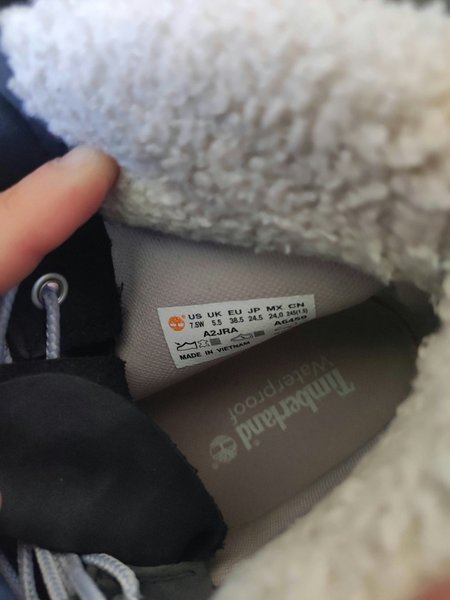 US UK EU JP MX CN
7.5W 5.5 38.5 24.5 24.0 245(1.5)
A2JRA A6459
MADE IN VIETNAM
Timberland
Waterproof